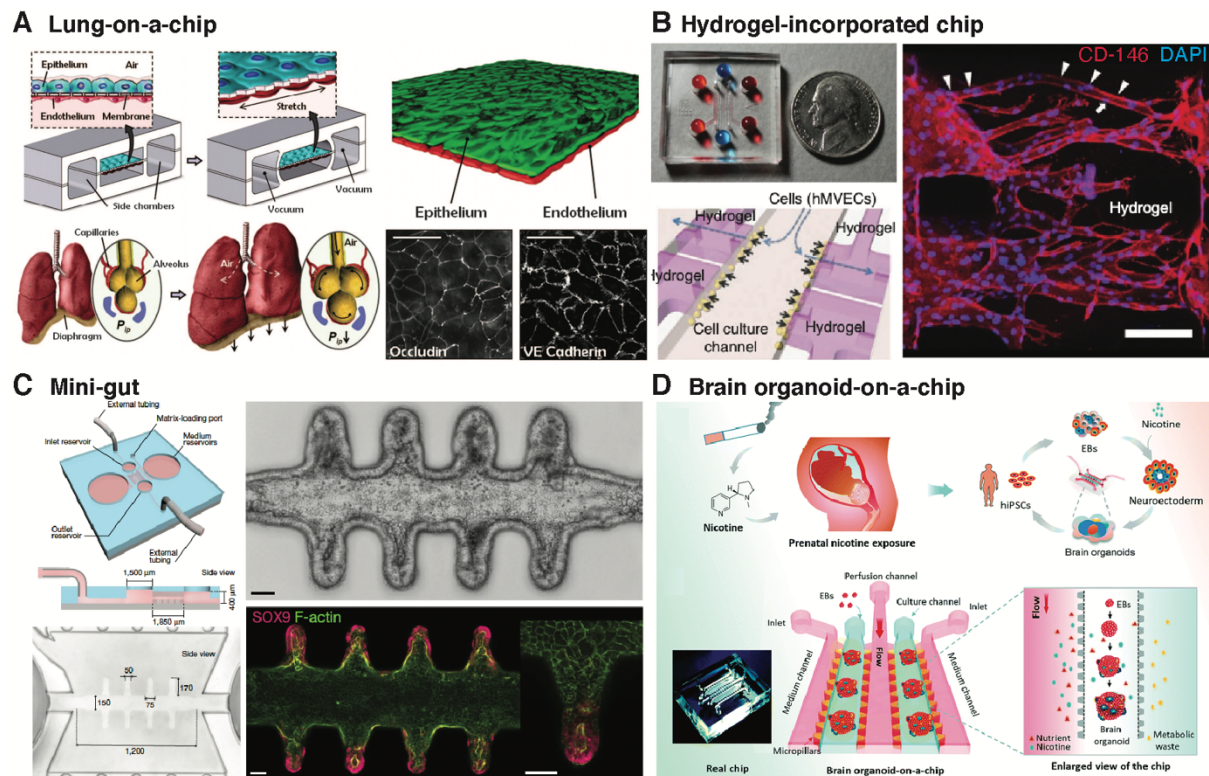 A Lung-on-a-chip
Epithelium
Air
Endothelium
Membrane
Stretch
Side chambers
Vacuum
Vacuum
Capillaries
Air
Alveolus
Diaphragm
Pip
Air
Pip↓
Epithelium
Endothelium
Occludin
VE Cadherin
B Hydrogel-incorporated chip
CD-146 DAPI
Hydrogel
Cells (hMVECs)
Hydrogel
Hydrogel
Hydrogel
Cell culture
channel
Hydrogel
C Mini-gut
External tubing
Matrix-loading port
Inlet reservoir
Medium
reservoirs
Outlet
reservoir
External
tubing
Side view
1,500 μm
400 μm
1,850 μm
Side view
50
170
150
75
1,200
SOX9 F-actin
D Brain organoid-on-a-chip
Nicotine
Prenatal nicotine exposure
Nicotine
EBs
hiPSCs
Neuroectoderm
Brain organoids
H
N
N
Perfusion channel
EBs
Culture channel
Inlet
Inlet
Flow
Medium channel
Medium channel
Micropillars
Real chip
Brain organoid-on-a-chip
Flow
EBs
Brain
organoid
Nutrient
Nicotine
Metabolic
waste
Enlarged view of the chip